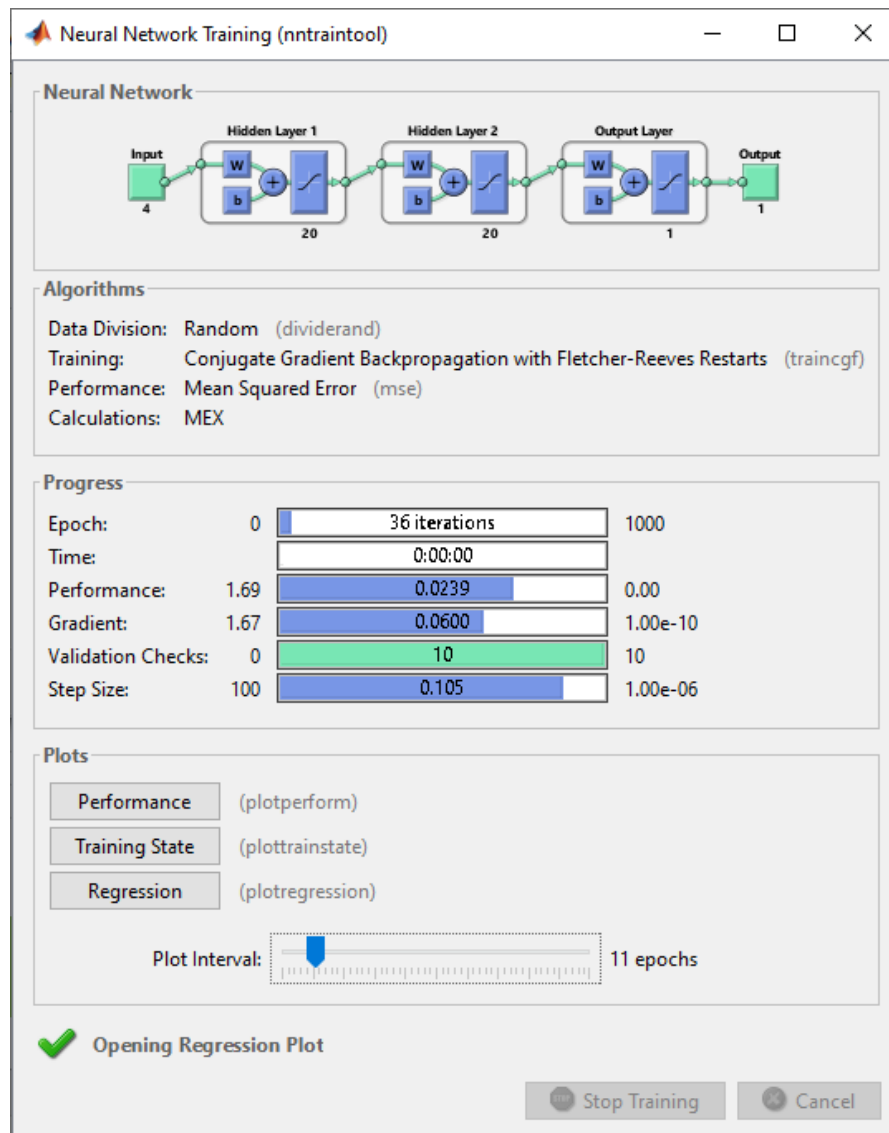 Neural Network Training (nntraintool)
Neural Network
Hidden Layer 1 Hidden Layer 2 Output Layer
Input Output
W W W
b b b
4 1
20 20 1
Algorithms
Data Division: Random (dividerand)
Training: Conjugate Gradient Backpropagation with Fletcher-Reeves Restarts (traincgf)
Performance: Mean Squared Error (mse)
Calculations: MEX
Progress
Epoch: 0 36 iterations 1000
Time: 0:00:00
Performance: 1.69 0.0239 0.00
Gradient: 1.67 0.0600 1.00e-10
Validation Checks: 0 10 10
Step Size: 100 0.105 1.00e-06
Plots
Performance (plotperform)
Training State (plottrainstate)
Regression (plotregression)
Plot Interval: 11 epochs
Opening Regression Plot
Stop Training Cancel